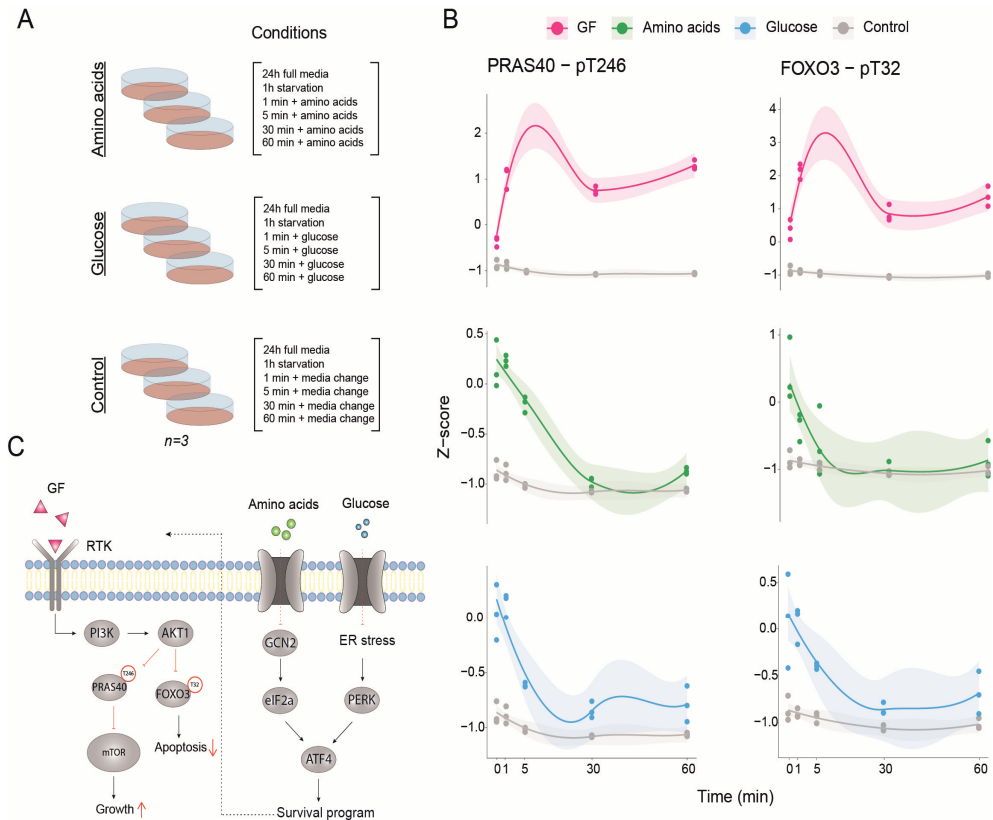 A
Conditions
Amino acids
24h full media
1h starvation
1 min + amino acids
5 min + amino acids
30 min + amino acids
60 min + amino acids
Glucose
24h full media
1h starvation
1 min + glucose
5 min + glucose
30 min + glucose
60 min + glucose
Control
24h full media
1h starvation
1 min + media change
5 min + media change
30 min + media change
60 min + media change
n=3
B
GF
Amino acids
Glucose
Control
PRAS40 – pT246
2
1
0
−1
FOXO3 – pT32
4
3
2
1
0
−1
Z-score
0.5
0.0
−0.5
−1.0
1
0
−1
0.0
−0.5
−1.0
0 1 5 30 60
0.5
0.0
−0.5
−1.0
0 1 5 30 60
Time (min)
C
GF
RTK
Amino acids
Glucose
PI3K
AKT1
GCN2
ER stress
T246
PRAS40
T32
FOXO3
eIF2a
PERK
mTOR
Apoptosis
ATF4
Growth
Survival program